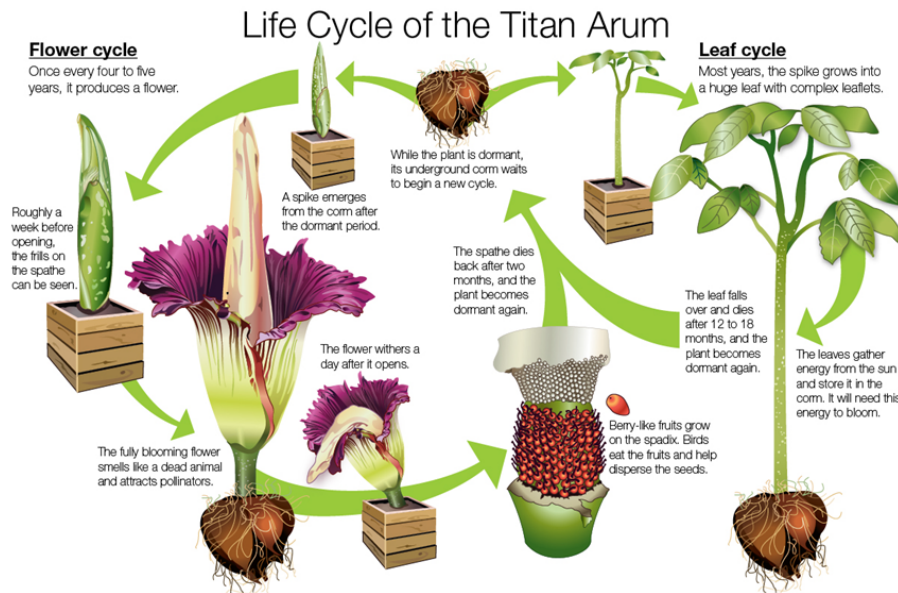 Life Cycle of the Titan Arum
Flower cycle
Once every four to five
years, it produces a flower.
Leaf cycle
Most years, the spike grows into
a huge leaf with complex leaflets.
While the plant is dormant,
its underground corm waits
to begin a new cycle.
A spike emerges
from the corm after
the dormant period.
Roughly a
week before
opening,
the frills on
the spathe
can be seen.
The fully blooming flower
smells like a dead animal
and attracts pollinators.
The flower withers a
day after it opens.
Berry-like fruits grow
on the spadix. Birds
eat the fruits and help
disperse the seeds.
The spathe dies
back after two
months, and the
plant becomes
dormant again.
The leaf falls
over and dies
after 12 to 18
months, and the
plant becomes
dormant again.
The leaves gather
energy from the sun
and store it in the
corm. It will need this
energy to bloom.